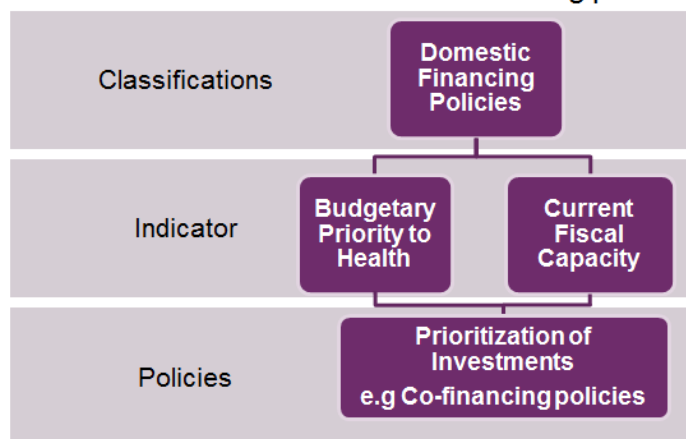 Classifications
Domestic
Financing
Policies
Indicator
Budgetary
Priority to
Health
Current
Fiscal
Capacity
Policies
Prioritization of
Investments
e.g Co-financing policies